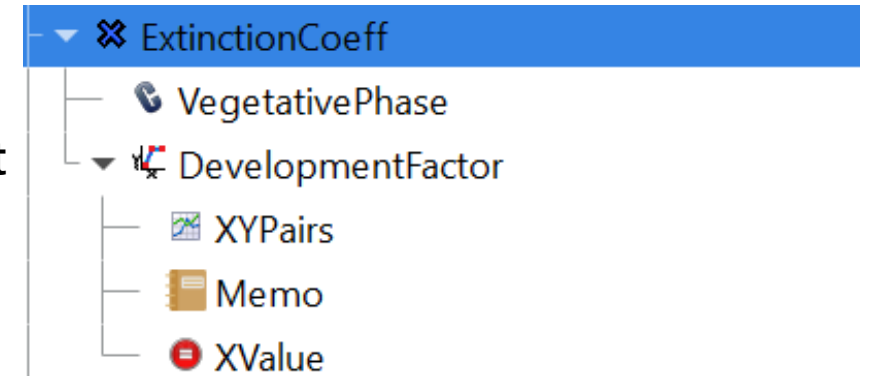 ExtinctionCoeff
VegetativePhase
t
DevelopmentFactor
XYPairs
Memo
XValue